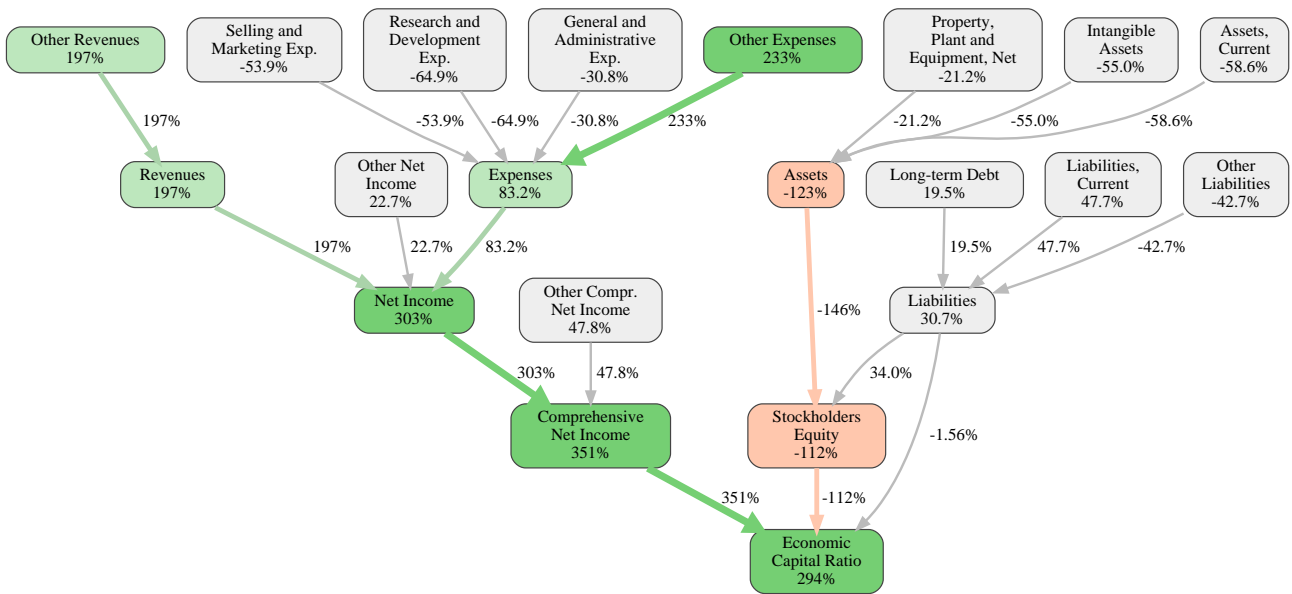 Other Revenues
197%
Selling and
Marketing Exp.
-53.9%
Research and
Development
Exp.
-64.9%
General and
Administrative
Exp.
-30.8%
Other Expenses
233%
Property,
Plant and
Equipment, Net
-21.2%
Intangible
Assets
-55.0%
Assets,
Current
-58.6%
197%
-53.9%
-64.9%
-30.8%
233%
-21.2%
-55.0%
-58.6%
Revenues
197%
Other Net
Income
22.7%
Expenses
83.2%
Assets
-123%
Long-term Debt
19.5%
Liabilities,
Current
47.7%
Other
Liabilities
-42.7%
197%
22.7%
83.2%
19.5%
47.7%
-42.7%
Net Income
303%
Other Compr.
Net Income
47.8%
-146%
Liabilities
30.7%
303%
47.8%
34.0%
Comprehensive
Net Income
351%
Stockholders
Equity
-112%
-1.56%
351%
-112%
Economic
Capital Ratio
294%